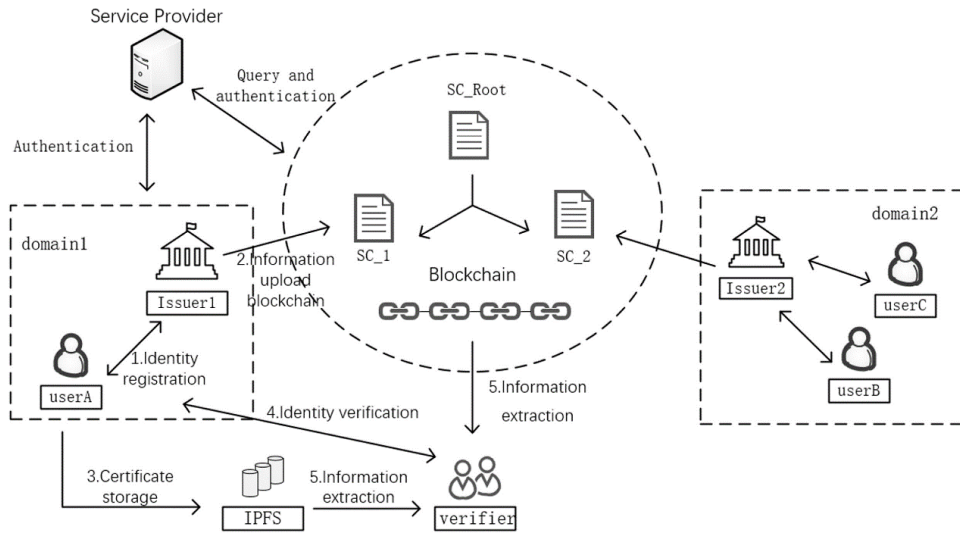 Service Provider
Query and
authentication
SC_Root
Authentication
domain1
domain2
SC_1
SC_2
2.Information
upload
blockchain
Blockchain
Issuer1
Issuer2
userC
1.Identity
registration
userA
userB
5.Information
extraction
4.Identity verification
3.Certificate
storage
5.Information
extraction
IPFS
verifier